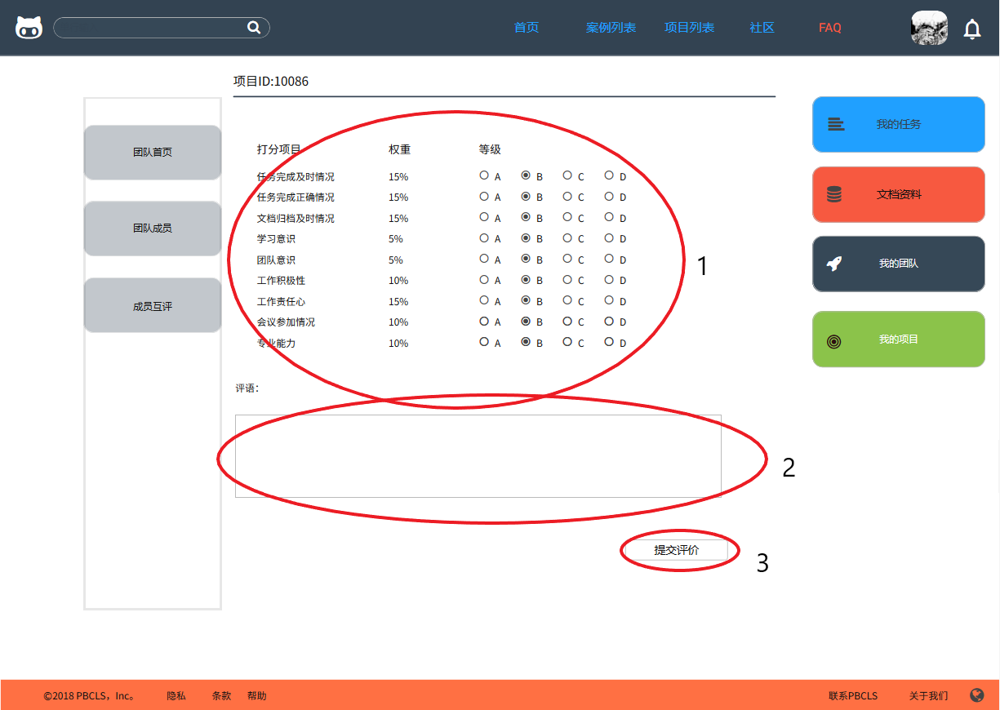 首页 案例列表 项目列表 社区 FAQ
项目ID:10086
团队首页
团队成员
成员互评
打分项目 权重 等级
任务完成及时情况 15% A B C D
任务完成正确情况 15% A B C D
文档归档及时情况 15% A B C D
学习意识 5% A B C D
团队意识 5% A B C D
工作积极性 10% A B C D
工作责任心 15% A B C D
会议参加情况 10% A B C D
专业能力 10% A B C D
1
评语：
2
提交评价
3
我的任务
文档资料
我的团队
我的项目
©2018 PBCLS，Inc。 隐私 条款 帮助 联系PBCLS 关于我们